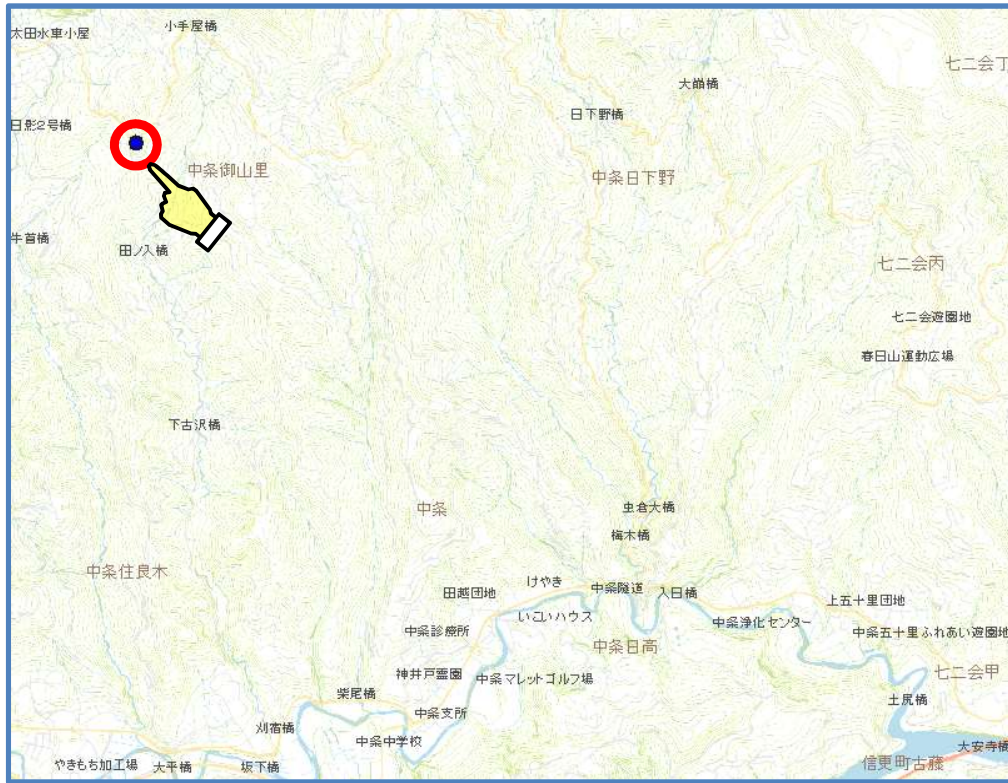 小手屋橋
太田水車小屋
七二会丁
大崩橋
日下野橋
日影2号橋
中条御山里
中条日下野
牛首橋
田ノ入橋
七二会丙
七二会遊園地
春日山運動広場
下古沢橋
虫倉大橋
中条
梅木橋
中条住良木
けやき
中条隧道
入日橋
田越団地
上五十里団地
いこいハウス
中条浄化センター
中条診療所
中条五十里ふれあい遊園地
中条日高
神井戸霊園
中条マレットゴルフ場
七二会甲
柴尾橋
土尻橋
中条支所
刈宿橋
中条中学校
大安寺橋
やきもち加工場
大平橋
坂下橋
信更町古藤